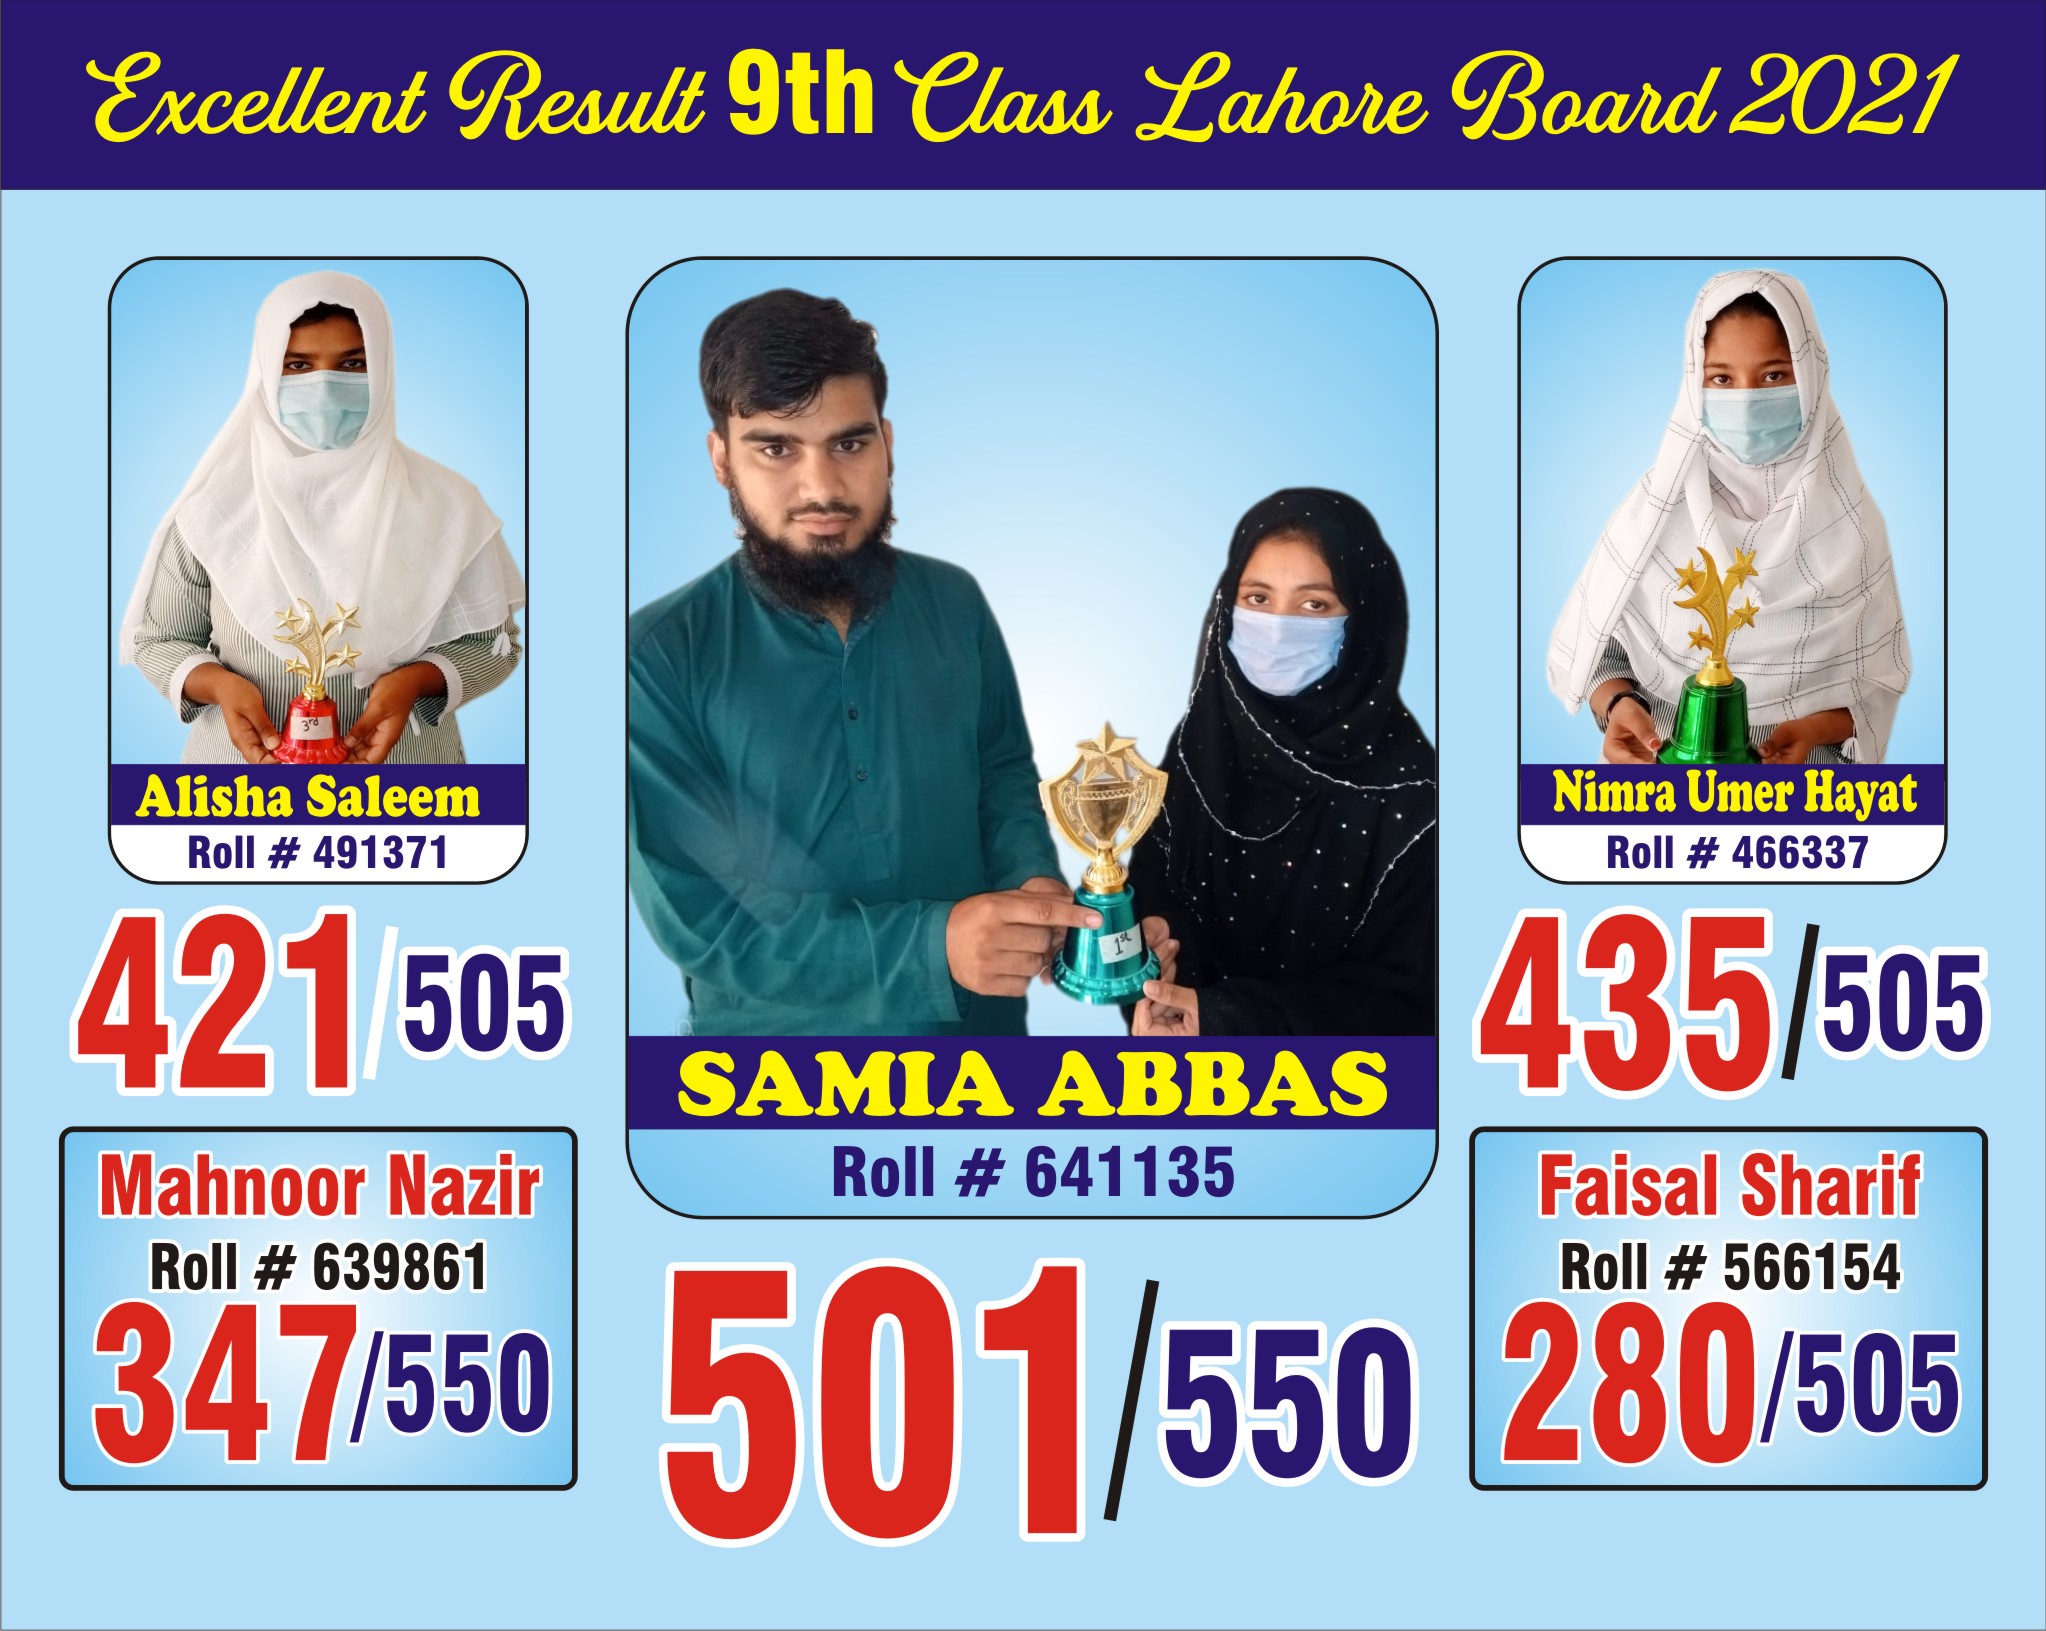 Excellent Result 9th Class Lahore Board 2021
3rd
Alisha Saleem
Roll # 491371
421/505
Mahnoor Nazir
Roll # 639861
347/550
1st
SAMIA ABBAS
Roll # 641135
501/550
Nimra Umer Hayat
Roll # 466337
435/505
Faisal Sharif
Roll # 566154
280/505